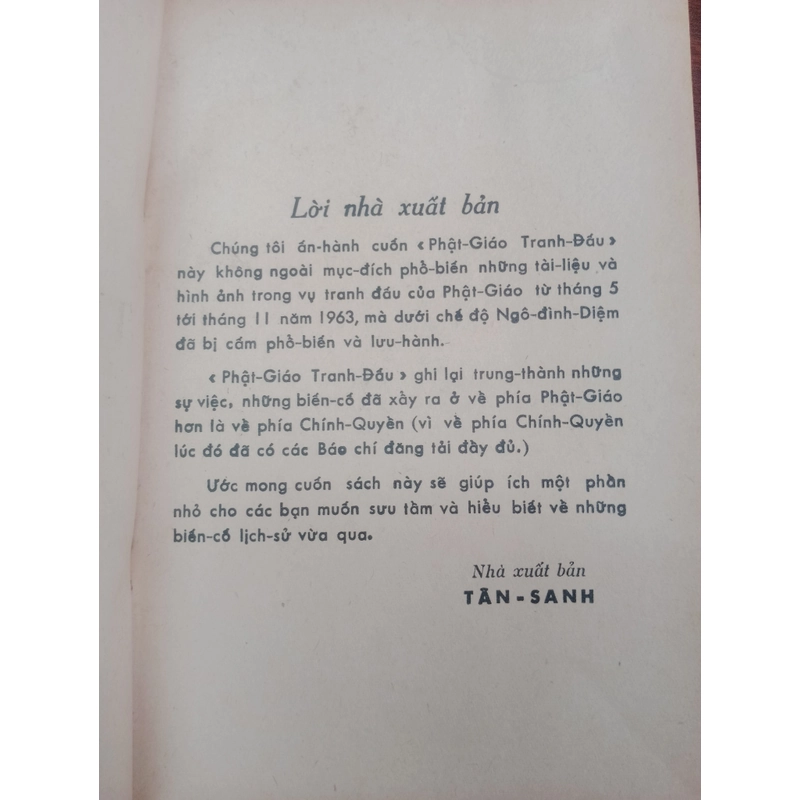 Lời nhà xuất bản
Chúng tôi ấn-hành cuốn « Phật-Giáo Tranh-Đấu »
này không ngoài mục-đích phổ-biến những tài-liệu và
hình ảnh trong vụ tranh đấu của Phật-Giáo từ tháng 5
tới tháng 11 năm 1963, mà dưới chế độ Ngô-đình-Diệm
đã bị cấm phổ-biến và lưu-hành.
« Phật-Giáo Tranh-Đấu » ghi lại trung-thành những
sự việc, những biến-cố đã xẩy ra ở về phía Phật-Giáo
hơn là về phía Chính-Quyền (vì về phía Chính-Quyền
lúc đó đã có các Báo chí đăng tải đầy đủ.)
Ước mong cuốn sách này sẽ giúp ích một phần
nhỏ cho các bạn muốn sưu tầm và hiểu biết về những
biến-cố lịch-sử vừa qua.
Nhà xuất bản
TÂN-SANH